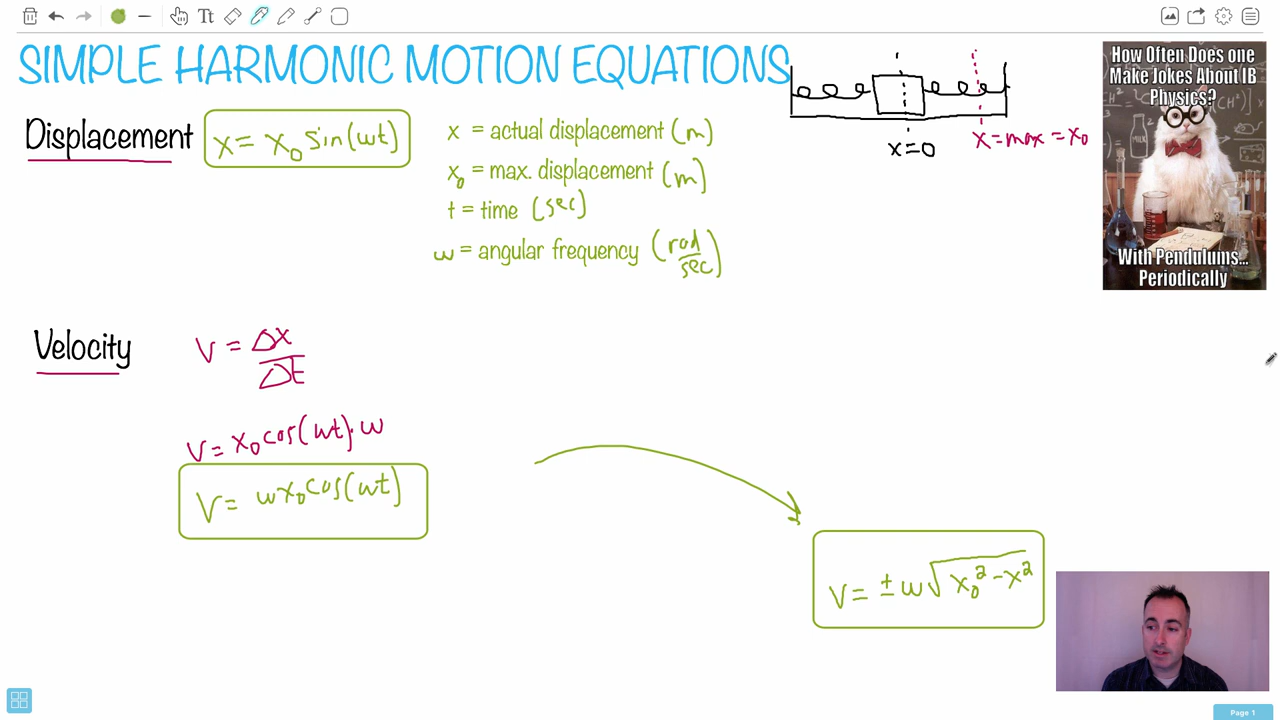 SIMPLE HARMONIC MOTION EQUATIONS
Displacement
x = x₀ sin(ωt)
x = actual displacement (m)
x₀ = max. displacement (m)
t = time (sec)
ω = angular frequency (rad/sec)
x=0
x=max=x₀
How Often Does one
Make Jokes About IB
Physics?
With Pendulums...
Periodically
Velocity
V = Δx/Δt
V = x₀ cos(ωt)·ω
V = ωx₀cos(ωt)
V = ±ω√(x₀²-x²)
Tt
Page 1